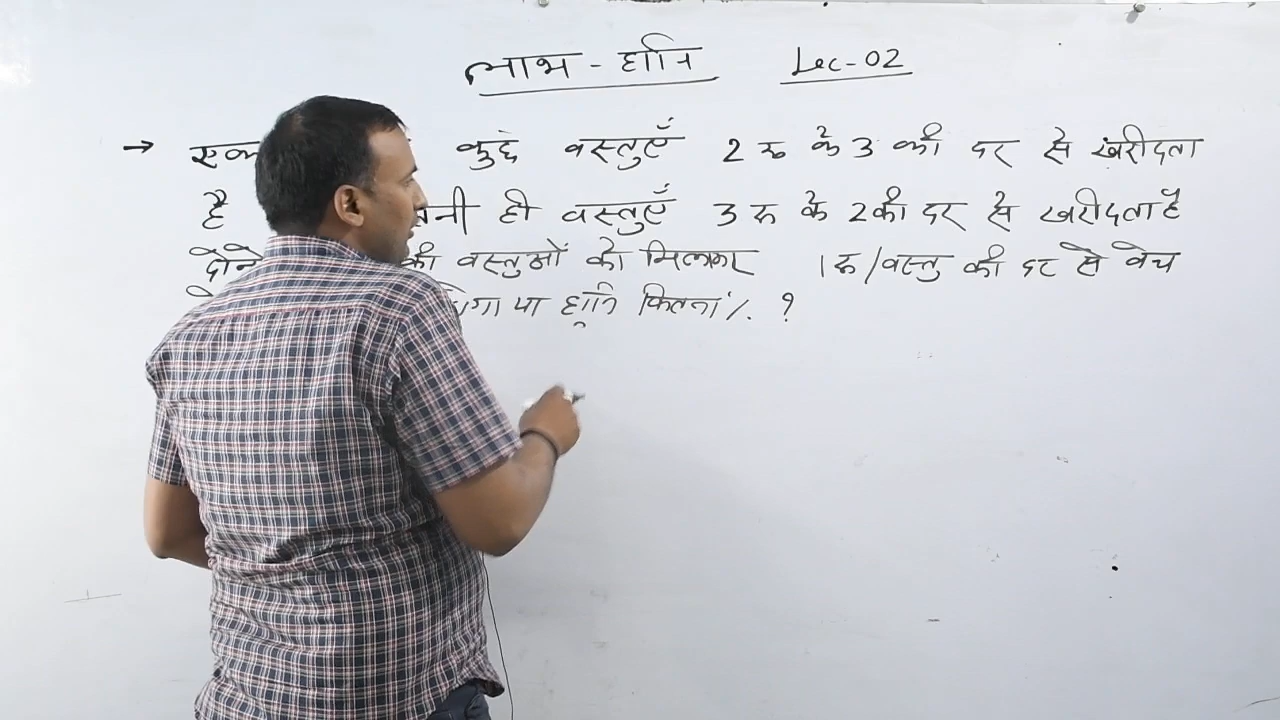 लाभ - हानि Lec-02
→ कुछ वस्तुएँ 2 रु के 3 की दर से खरीदता
है ही वस्तुएँ 3 रु के 2 की दर से खरीदता है
की वस्तुओं को मिलाकर 1 रु/वस्तु की दर से बेच
या हानि कितना % ?